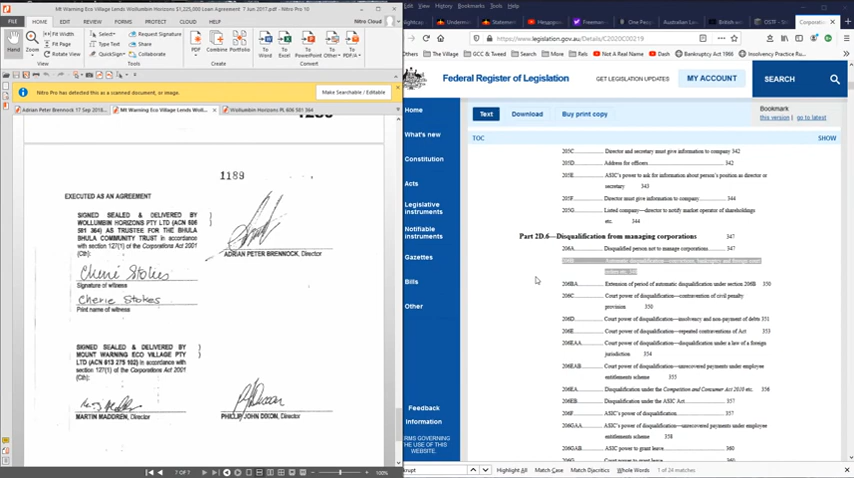 Mt Warning Eco Village Lends Wollumbin Horizons $1,225,000 Loan Agreement 7 Jun 2017.pdf - Nitro Pro 10
FILE HOME EDIT REVIEW FORMS PROTECT CLOUD HELP Nitro Cloud
Hand
Zoom
Fit Page
Fit Width
Rotate
Select
Type Text
Share
Request Signature
Share
Collaborate
PDF
Combine
Portfolio
To Word
To Excel
To PowerPoint
To Other
To PDF/A
Nitro Pro has detected this as a scanned document, or image.
Make Searchable / Editable
Adrian Peter Brennock 17 Sep 2018...
Mt Warning Eco Village Lends Woll...
Wollumbin Horizons PL 606 501 364
1189
EXECUTED AS AN AGREEMENT
SIGNED SEALED & DELIVERED BY
WOLLUMBIN HORIZONS PTY LTD (ACN 606
501 364) AS TRUSTEE FOR THE BHULA
BHULA COMMUNITY TRUST in accordance
with section 127(1) of the Corporations Act 2001
(Cth):
ADRIAN PETER BRENNOCK, Director
Cherie Stokes
Signature of witness
Cherie Stokes
Print name of witness
SIGNED SEALED & DELIVERED BY
MOUNT WARNING ECO VILLAGE PTY
LTD (ACN 613 275 102) in accordance with
section 127(1) of the Corporations Act 2001
(Cth):
MARTIN MADDREN, Director
PHILLIP JOHN DIXON, Director
7 OF 7
100%
File Edit View History Bookmarks Tools Help
https://www.legislation.gov.au/Details/C2020C00219
The Village
GCC & Tweed
Search
Mov
Rels
Not A Real Name
Dash
Bankruptcy Act 1966
Insolvency Practice Ru...
Federal Register of Legislation
GET LEGISLATION UPDATES
MY ACCOUNT
SEARCH
Home
What's new
Constitution
Acts
Legislative instruments
Notifiable instruments
Gazettes
Bills
Other
Feedback
Information
TERMS GOVERNING THE USE OF THIS WEBSITE.
Text
Download
Buy print copy
Bookmark
this version | go to latest
TOC
SHOW
205C Director and secretary must give information to company 342
205D Address for officers 342
205E ASIC's power to ask for information about person's position as director or
secretary 343
205F Director must give information to company 344
205G Listed company—director to notify market operator of shareholdings
etc. 344
Part 2D.6—Disqualification from managing corporations 347
206A Disqualified person not to manage corporations 347
206B Automatic disqualification—convictions, bankruptcy and foreign court
orders etc.
206BA Extension of period of automatic disqualification under section 206B 350
206C Court power of disqualification—contravention of civil penalty
provision 350
206D Court power of disqualification—insolvency and non-payment of debts 351
206E Court power of disqualification—repeated contraventions of Act 353
206EAA Court power of disqualification—disqualification under a law of a foreign
jurisdiction 354
206EAB Court power of disqualification—unrecovered payments under employee
entitlements scheme 355
206EA Disqualification under the Competition and Consumer Act 2010 etc. 356
206EB Disqualification under the ASIC Act 357
206F ASIC's power of disqualification 357
206GAA ASIC's power of disqualification—unrecovered payments under employee
entitlements scheme 358
206GAB ASIC power to grant leave 360
Highlight All Match Case Match Diacritics Whole Words 1 of 24 matches